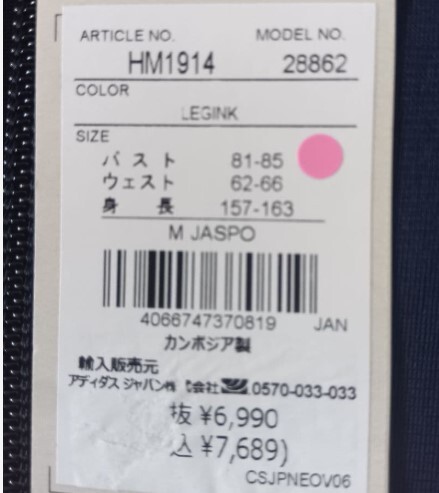 ARTICLE NO. MODEL NO.
HM1914 28862
COLOR
LEGINK
SIZE
バスト 81-85
ウェスト 62-66
身長 157-163
M JASPO
4066747370819 JAN
カンボジア製
輸入販売元
アディダス ジャパン株 会社 0570-033-033
抜 ¥6,990
込 ¥7,689)
CSJPNEOV06